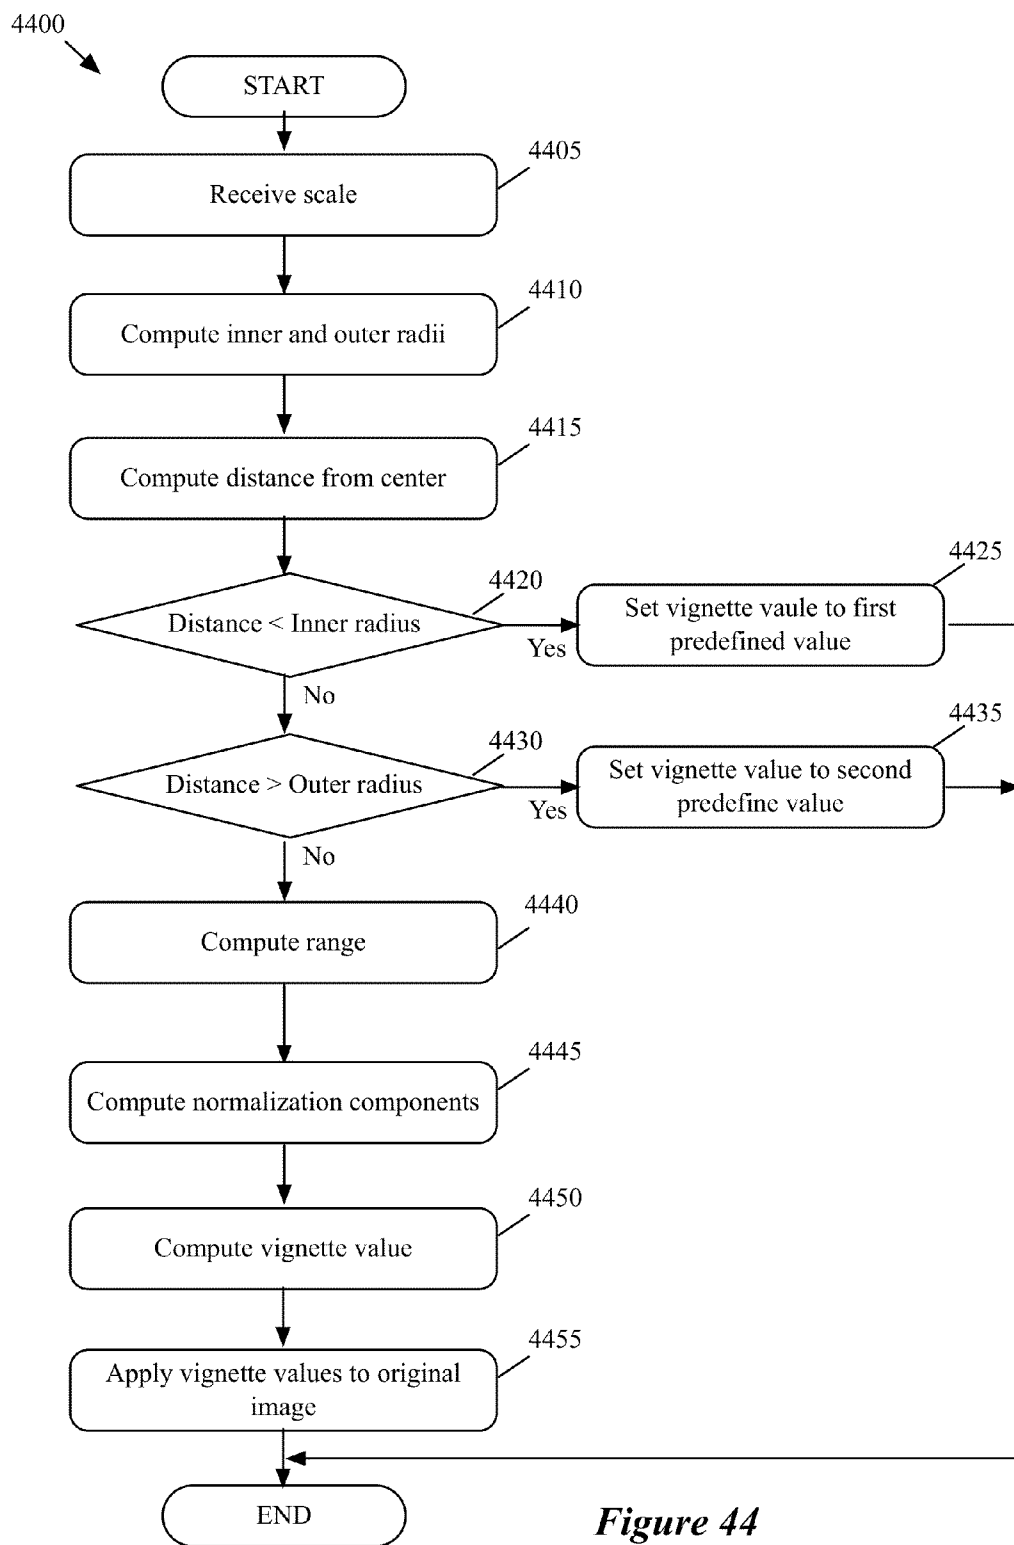 4400
START
4405
Receive scale
4410
Compute inner and outer radii
4415
Compute distance from center
4420
Distance < Inner radius
Yes
4425
Set vignette vaule to first
predefined value
No
4430
Distance > Outer radius
Yes
4435
Set vignette value to second
predefine value
No
4440
Compute range
4445
Compute normalization components
4450
Compute vignette value
4455
Apply vignette values to original
image
END
Figure 44